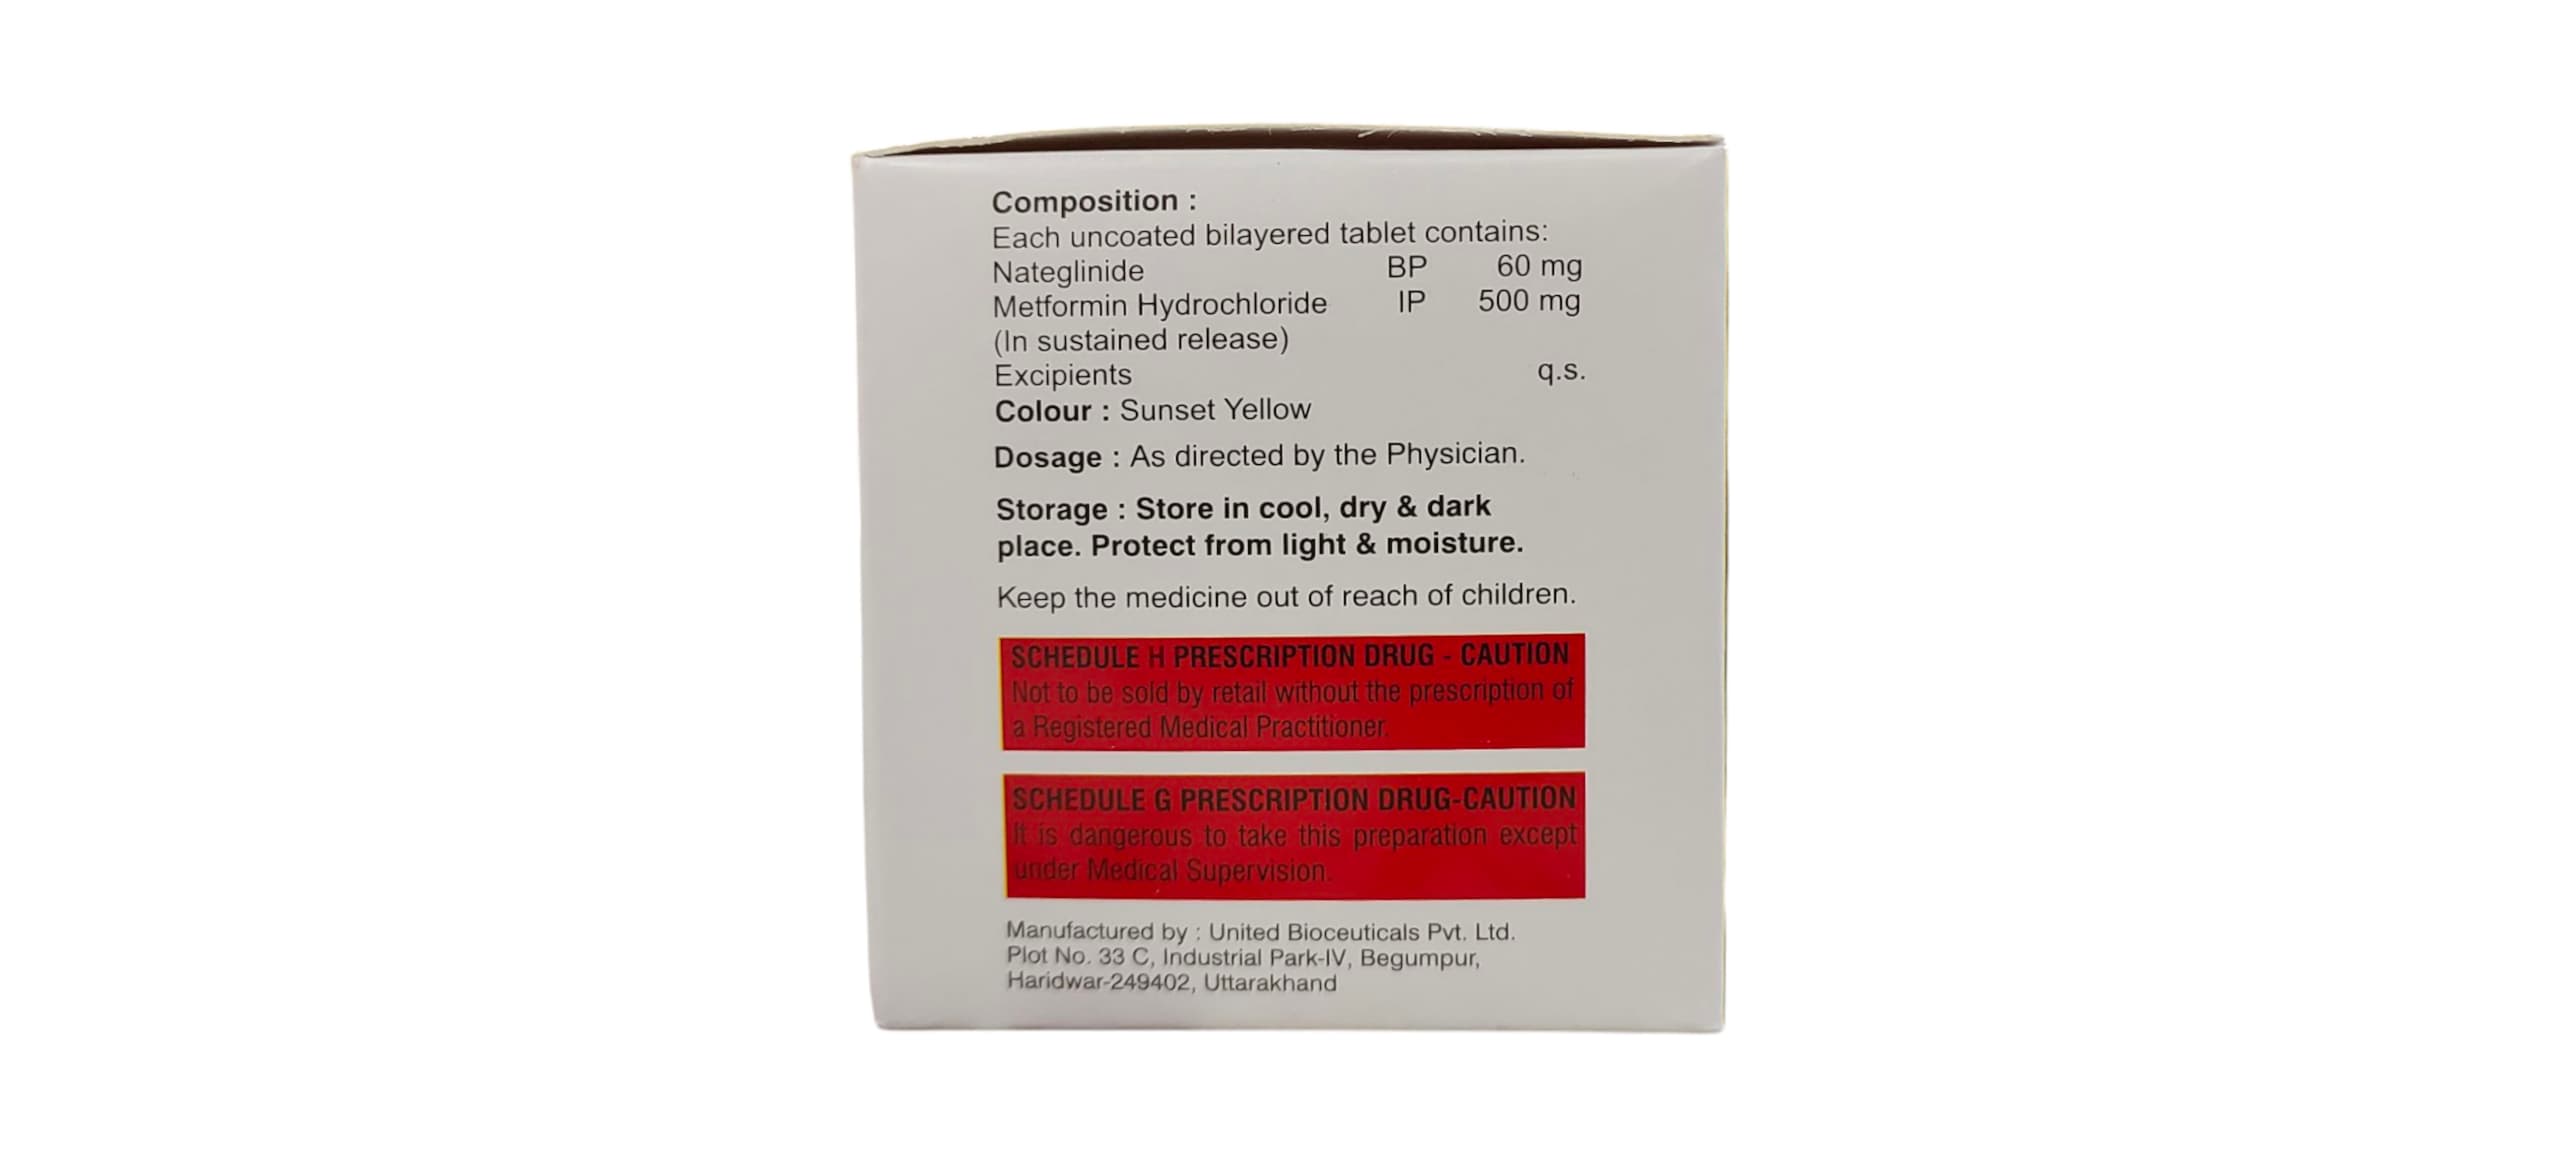 Composition :
Each uncoated bilayered tablet contains:
Nateglinide BP 60 mg
Metformin Hydrochloride IP 500 mg
(In sustained release)
Excipients q.s.
Colour : Sunset Yellow
Dosage : As directed by the Physician.
Storage : Store in cool, dry & dark
place. Protect from light & moisture.
Keep the medicine out of reach of children.
SCHEDULE H PRESCRIPTION DRUG - CAUTION
Not to be sold by retail without the prescription of
a Registered Medical Practitioner.
SCHEDULE G PRESCRIPTION DRUG-CAUTION
It is dangerous to take this preparation except
under Medical Supervision.
Manufactured by : United Bioceuticals Pvt. Ltd.
Plot No. 33 C, Industrial Park-IV, Begumpur,
Haridwar-249402, Uttarakhand